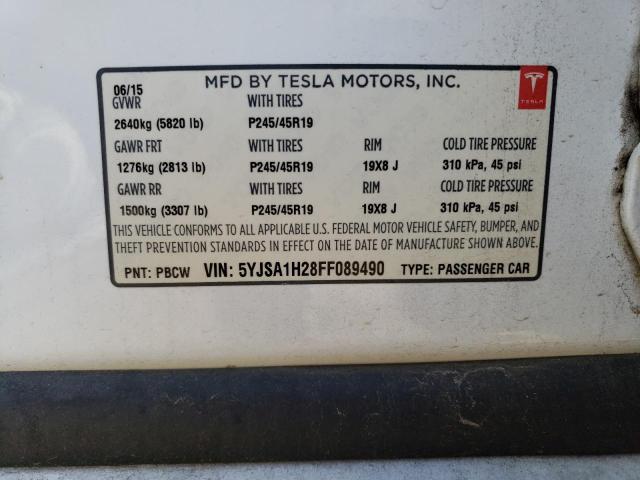 06/15 MFD BY TESLA MOTORS, INC.
TESLA
GVWR WITH TIRES
2640kg (5820 lb) P245/45R19
GAWR FRT WITH TIRES RIM COLD TIRE PRESSURE
1276kg (2813 lb) P245/45R19 19X8 J 310 kPa, 45 psi
GAWR RR WITH TIRES RIM COLD TIRE PRESSURE
1500kg (3307 lb) P245/45R19 19X8 J 310 kPa, 45 psi
THIS VEHICLE CONFORMS TO ALL APPLICABLE U.S. FEDERAL MOTOR VEHICLE SAFETY, BUMPER, AND
THEFT PREVENTION STANDARDS IN EFFECT ON THE DATE OF MANUFACTURE SHOWN ABOVE.
PNT: PBCW VIN: 5YJSA1H28FF089490 TYPE: PASSENGER CAR